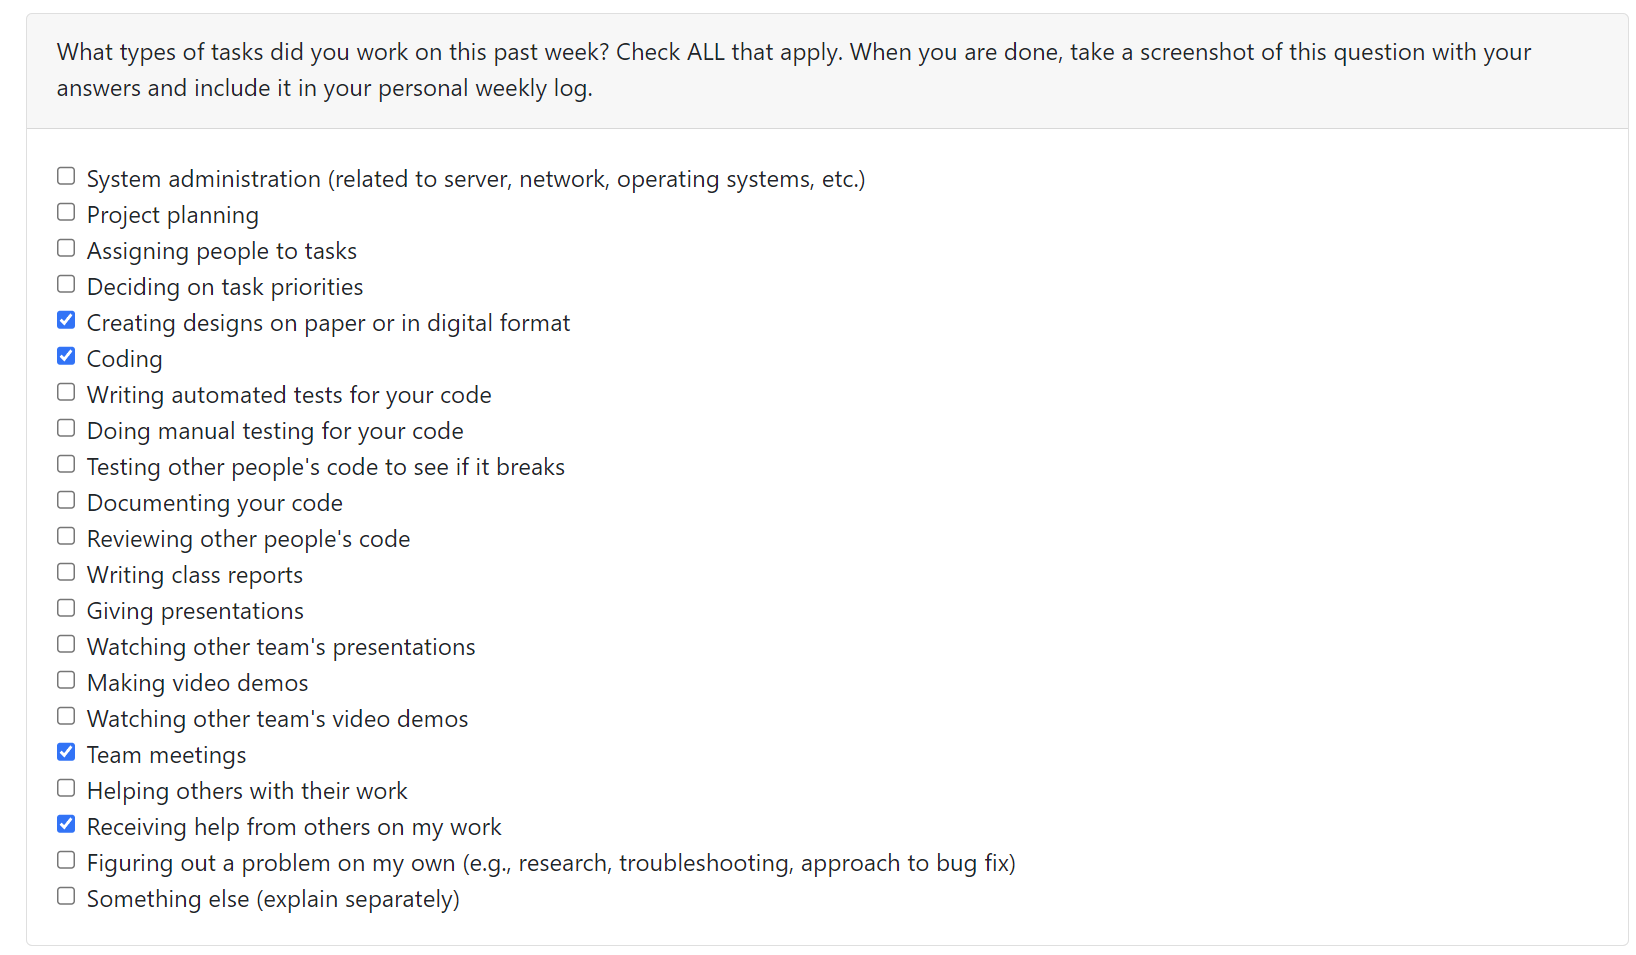 What types of tasks did you work on this past week? Check ALL that apply. When you are done, take a screenshot of this question with your
answers and include it in your personal weekly log.
System administration (related to server, network, operating systems, etc.)
Project planning
Assigning people to tasks
Deciding on task priorities
Creating designs on paper or in digital format
Coding
Writing automated tests for your code
Doing manual testing for your code
Testing other people's code to see if it breaks
Documenting your code
Reviewing other people's code
Writing class reports
Giving presentations
Watching other team's presentations
Making video demos
Watching other team's video demos
Team meetings
Helping others with their work
Receiving help from others on my work
Figuring out a problem on my own (e.g., research, troubleshooting, approach to bug fix)
Something else (explain separately)